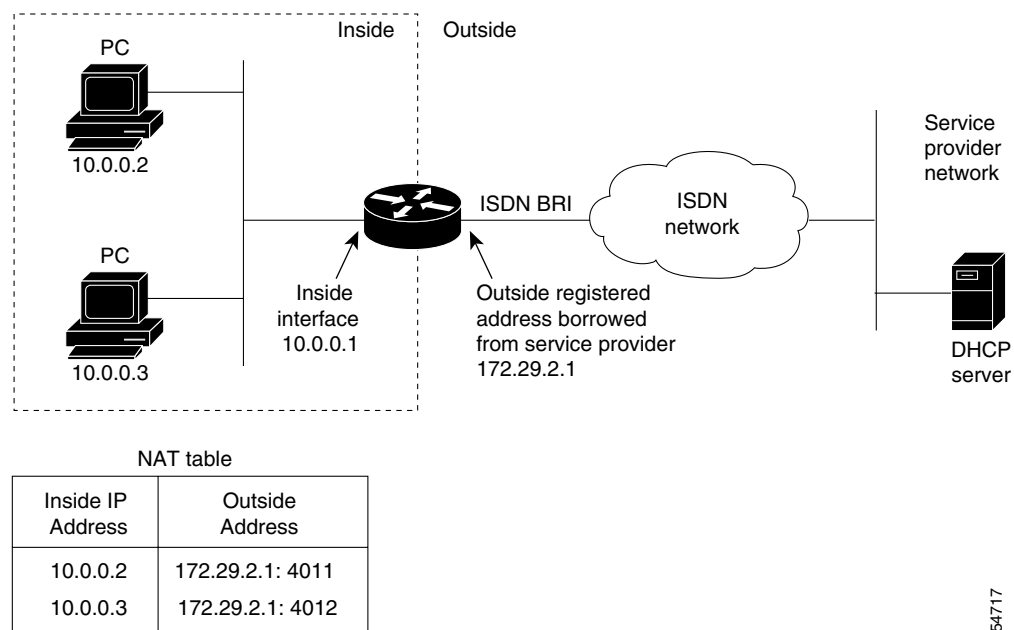 Inside
Outside
PC
10.0.0.2
PC
10.0.0.3
Inside
interface
10.0.0.1
ISDN BRI
Outside registered
address borrowed
from service provider
172.29.2.1
ISDN
network
Service
provider
network
DHCP
server
NAT table
Inside IP
Address
Outside
Address
10.0.0.2
172.29.2.1: 4011
10.0.0.3
172.29.2.1: 4012
54717